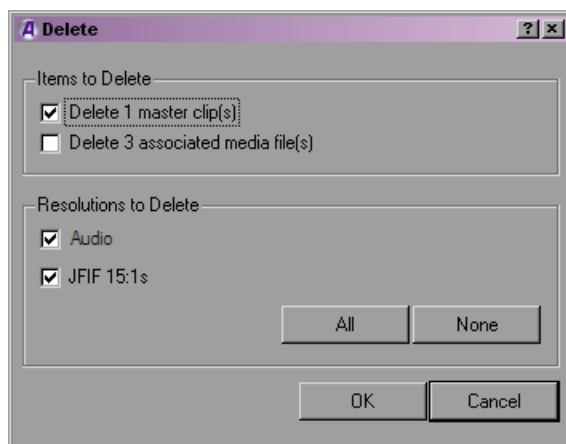 Delete
Items to Delete
Delete 1 master clip(s)
Delete 3 associated media file(s)
Resolutions to Delete
Audio
JFIF 15:1s
All None
OK Cancel